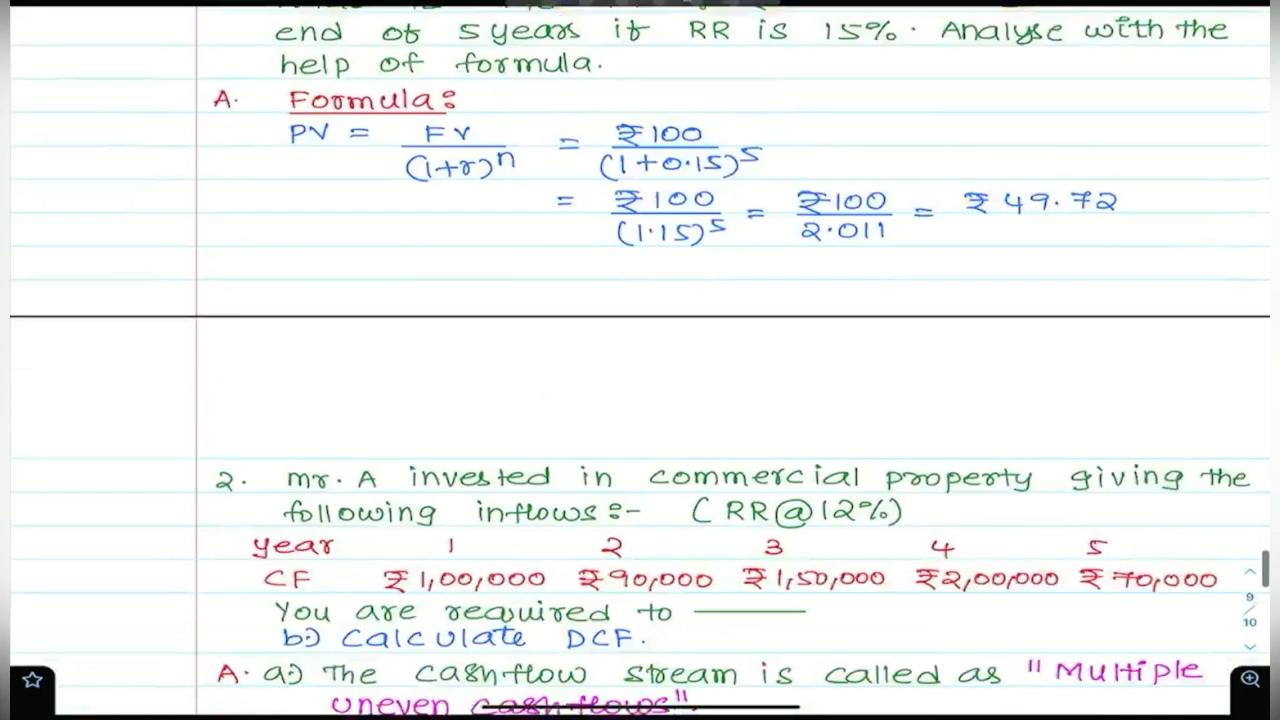 end of 5 years if RR is 15%. Analyse with the
help of formula.
A. Formula:
PV = FV / (1+r)^n = ₹100 / (1+0.15)^5
= ₹100 / (1.15)^5 = ₹100 / 2.011 = ₹49.72
2. mr. A invested in commercial property giving the
following inflows:- (RR@12%)
year 1 2 3 4 5
CF ₹1,00,000 ₹90,000 ₹1,50,000 ₹2,00,000 ₹70,000
You are required to
b.) calculate DCF.
A. a.) The cashflow stream is called as "Multiple
uneven cashflows".
9
/
10